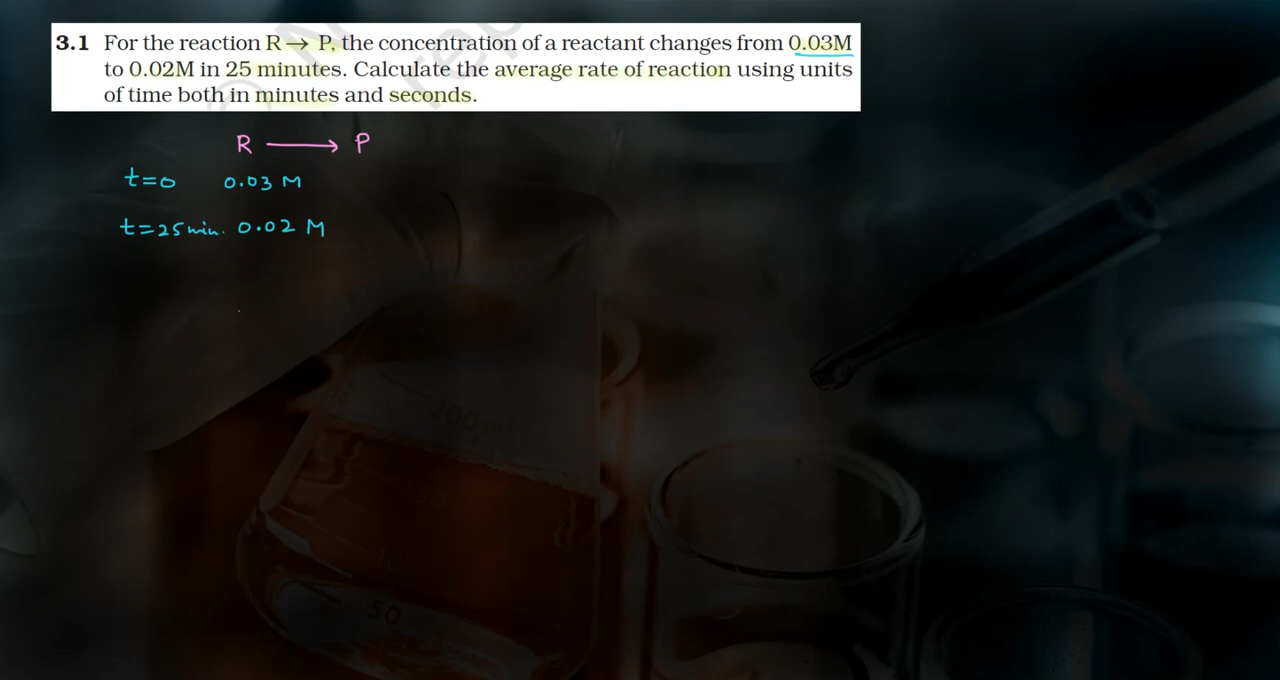 3.1 For the reaction R → P, the concentration of a reactant changes from 0.03M
to 0.02M in 25 minutes. Calculate the average rate of reaction using units
of time both in minutes and seconds.
R ⟶ P
t=0 0.03 M
t=25min. 0.02 M
50